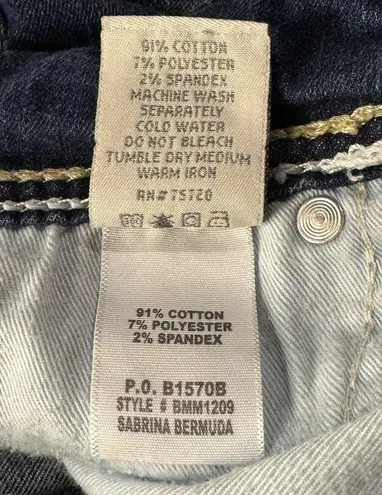 91% COTTON
7% POLYESTER
2% SPANDEX
MACHINE WASH
SEPARATELY
COLD WATER
DO NOT BLEACH
TUMBLE DRY MEDIUM
WARM IRON
RN# 75720
91% COTTON
7% POLYESTER
2% SPANDEX
P.O. B1570B
STYLE # BMM1209
SABRINA BERMUDA